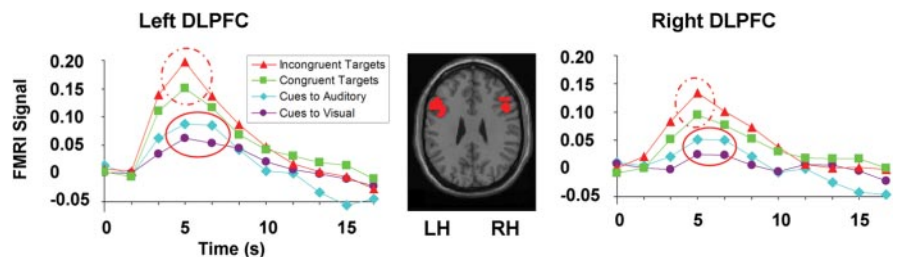 Left DLPFC
FMRI Signal
0.20
0.15
0.10
0.05
0
-0.05
0
5
10
15
Time (s)
Incongruent Targets
Congruent Targets
Cues to Auditory
Cues to Visual
LH RH
Right DLPFC
0.20
0.15
0.10
0.05
0
-0.05
0
5
10
15